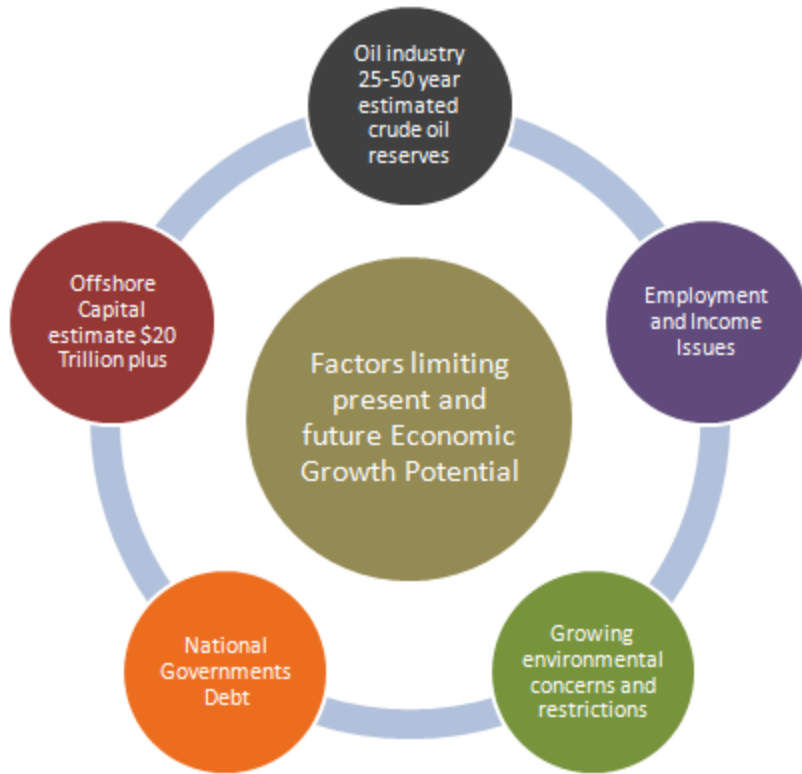 Oil industry
25-50 year
estimated
crude oil
reserves
Offshore
Capital
estimate $20
Trillion plus
Employment
and Income
Issues
Factors limiting
present and
future Economic
Growth Potential
National
Governments
Debt
Growing
environmental
concerns and
restrictions